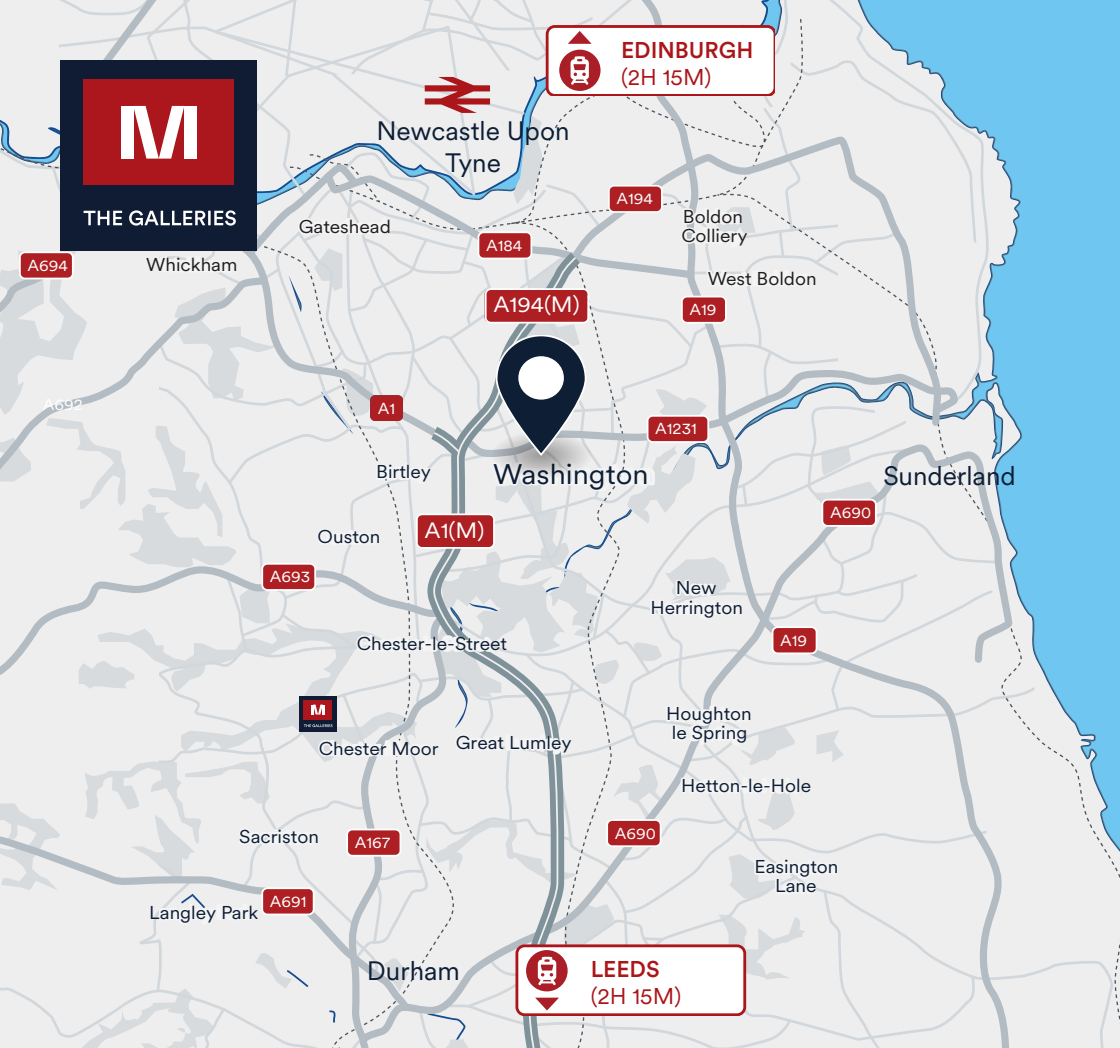 EDINBURGH
(2H 15M)
M
THE GALLERIES
Newcastle Upon
Tyne
A194
Boldon
Colliery
Gateshead
A184
A694
Whickham
West Boldon
A194(M)
A19
A692
A1
A1231
Birtley
Washington
Sunderland
A690
A1(M)
Ouston
A693
New
Herrington
Chester-le-Street
A19
M
THE GALLERIES
Houghton
le Spring
Chester Moor
Great Lumley
Hetton-le-Hole
Sacriston
A167
A690
Easington
Lane
A691
Langley Park
Durham
LEEDS
(2H 15M)